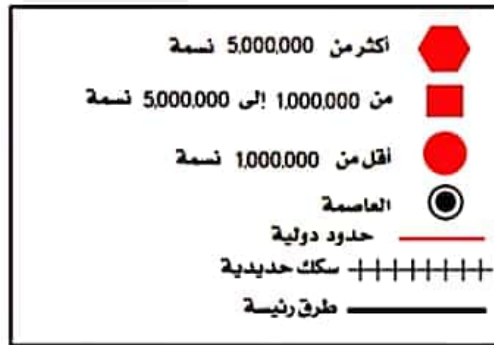 أكثر من 5,000,000 نسمة
من 1,000,000 إلى 5,000,000 نسمة
أقل من 1,000,000 نسمة
العاصمة
حدود دولية
سكك حديدية
طرق رئيسة